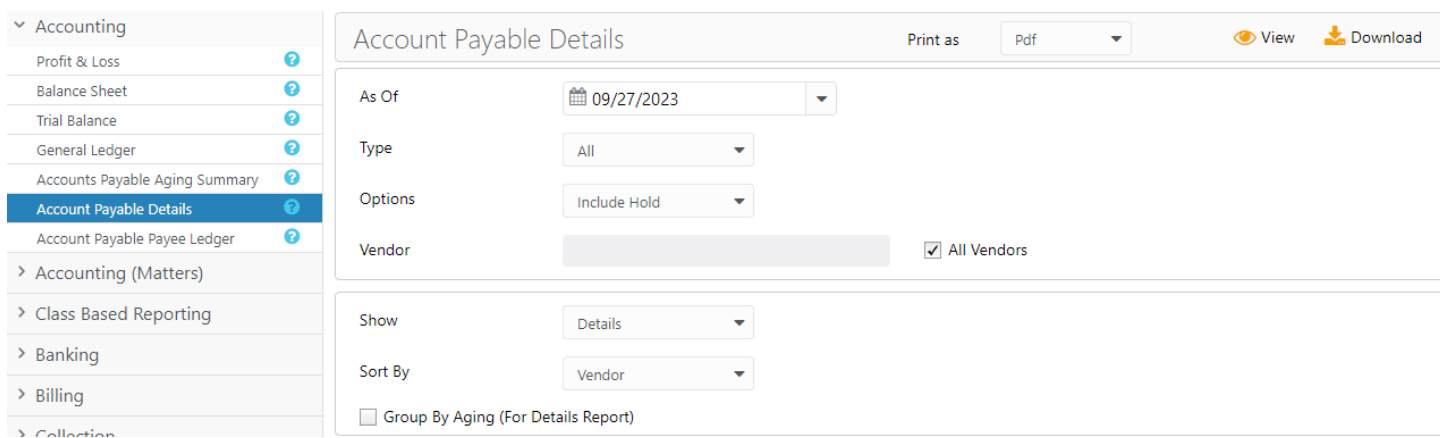 Accounting
Profit & Loss
Balance Sheet
Trial Balance
General Ledger
Accounts Payable Aging Summary
Account Payable Details
Account Payable Payee Ledger
Accounting (Matters)
Class Based Reporting
Banking
Billing
Collection
Account Payable Details Print as Pdf View Download
As Of 09/27/2023
Type All
Options Include Hold
Vendor All Vendors
Show Details
Sort By Vendor
Group By Aging (For Details Report)